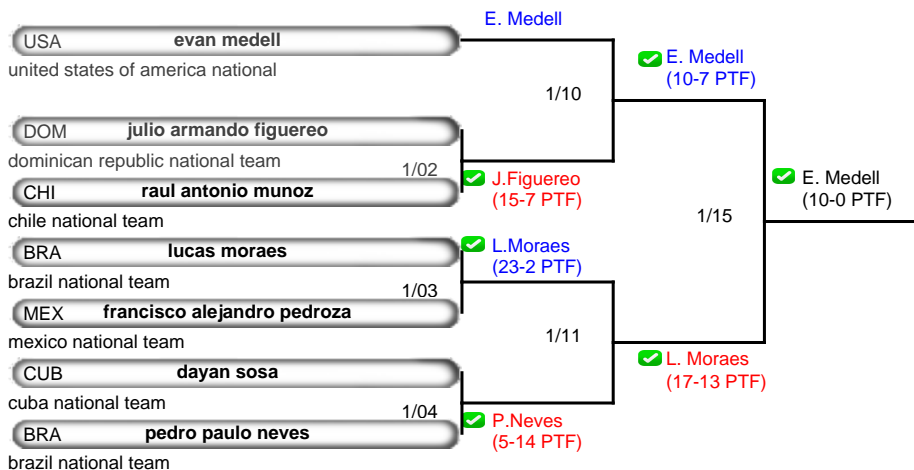 E. Medell
USA evan medell
united states of america national
E. Medell
(10-7 PTF)
1/10
DOM julio armando figuereo
dominican republic national team
1/02
J.Figuereo
(15-7 PTF)
CHI raul antonio munoz
chile national team
E. Medell
(10-0 PTF)
1/15
BRA lucas moraes
brazil national team
L.Moraes
(23-2 PTF)
1/03
MEX francisco alejandro pedroza
mexico national team
1/11
CUB dayan sosa
cuba national team
L. Moraes
(17-13 PTF)
1/04
P.Neves
(5-14 PTF)
BRA pedro paulo neves
brazil national team